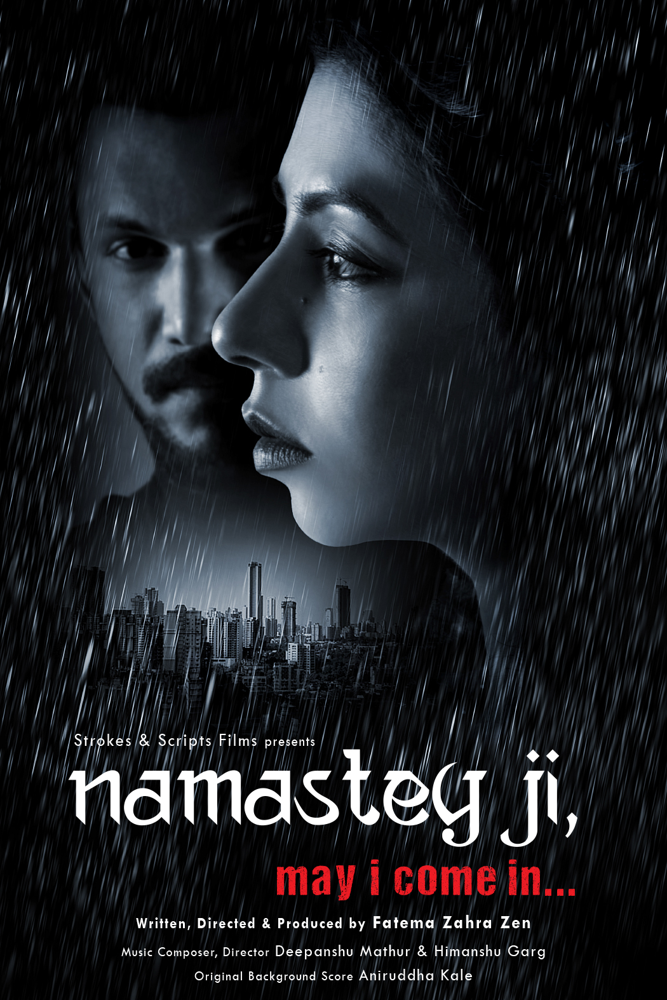 Strokes & Scripts Films presents
namastey ji,
may i come in...
Written, Directed & Produced by Fatema Zahra Zen
Music Composer, Director Deepanshu Mathur & Himanshu Garg
Original Background Score Aniruddha Kale